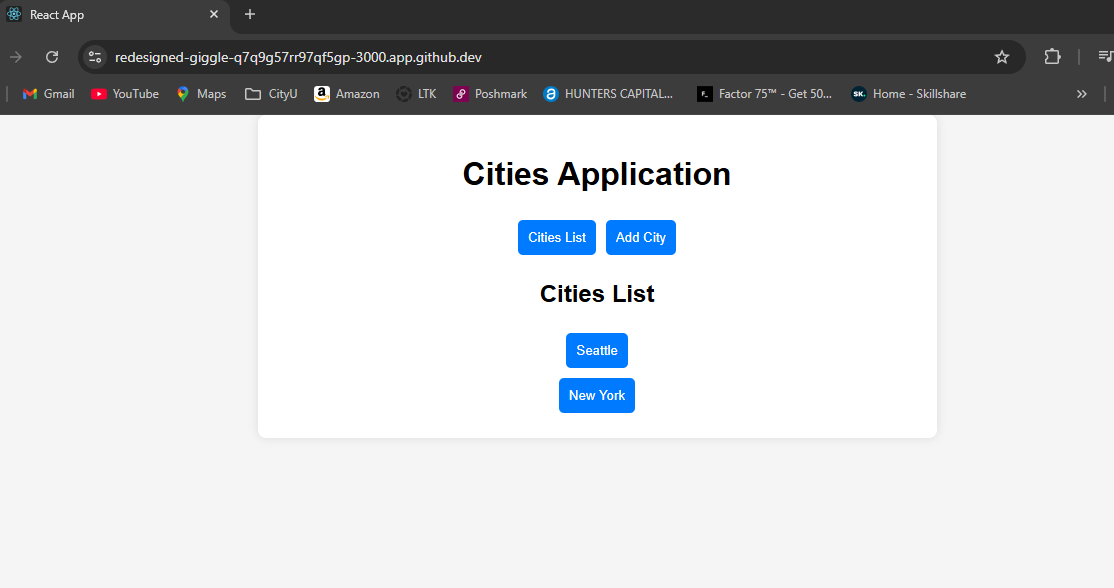 React App
redesigned-giggle-q7q9g57rr97qf5gp-3000.app.github.dev
Gmail YouTube Maps CityU Amazon LTK Poshmark HUNTERS CAPITAL... Factor 75™ - Get 50... SK. Home - Skillshare
Cities Application
Cities List Add City
Cities List
Seattle
New York